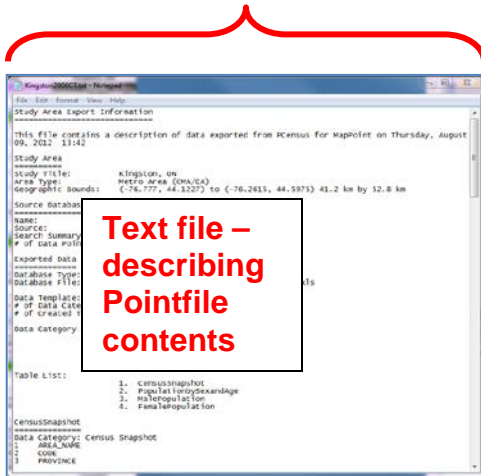 Kingston2006CT.txt - Notepad
File Edit Format View Help
Study Area Export Information
==============================
This file contains a description of data exported from PCensus for MapPoint on Thursday, August
09, 2012 13:42
Study Area
==========
Study Title: Kingston, ON
Area Type: Metro Area (CMA/CA)
Geographic Bounds: (-76.777, 44.1227) to (-76.2615, 44.5975) 41.2 km by 52.8 km
Source Databas
Name:
Source:
Search Summary
# of Data Poin
Exported Data
Database Type:
Database File: xls
Data Template:
# of Data Cate
# of Created T
Data Category
Text file –
describing
Pointfile
contents
Table List:
1. CensusSnapshot
2. PopulationbySexandAge
3. MalePopulation
4. FemalePopulation
CensusSnapshot
==============
Data Category: Census Snapshot
1 AREA_NAME
2 CODE
3 PROVINCE